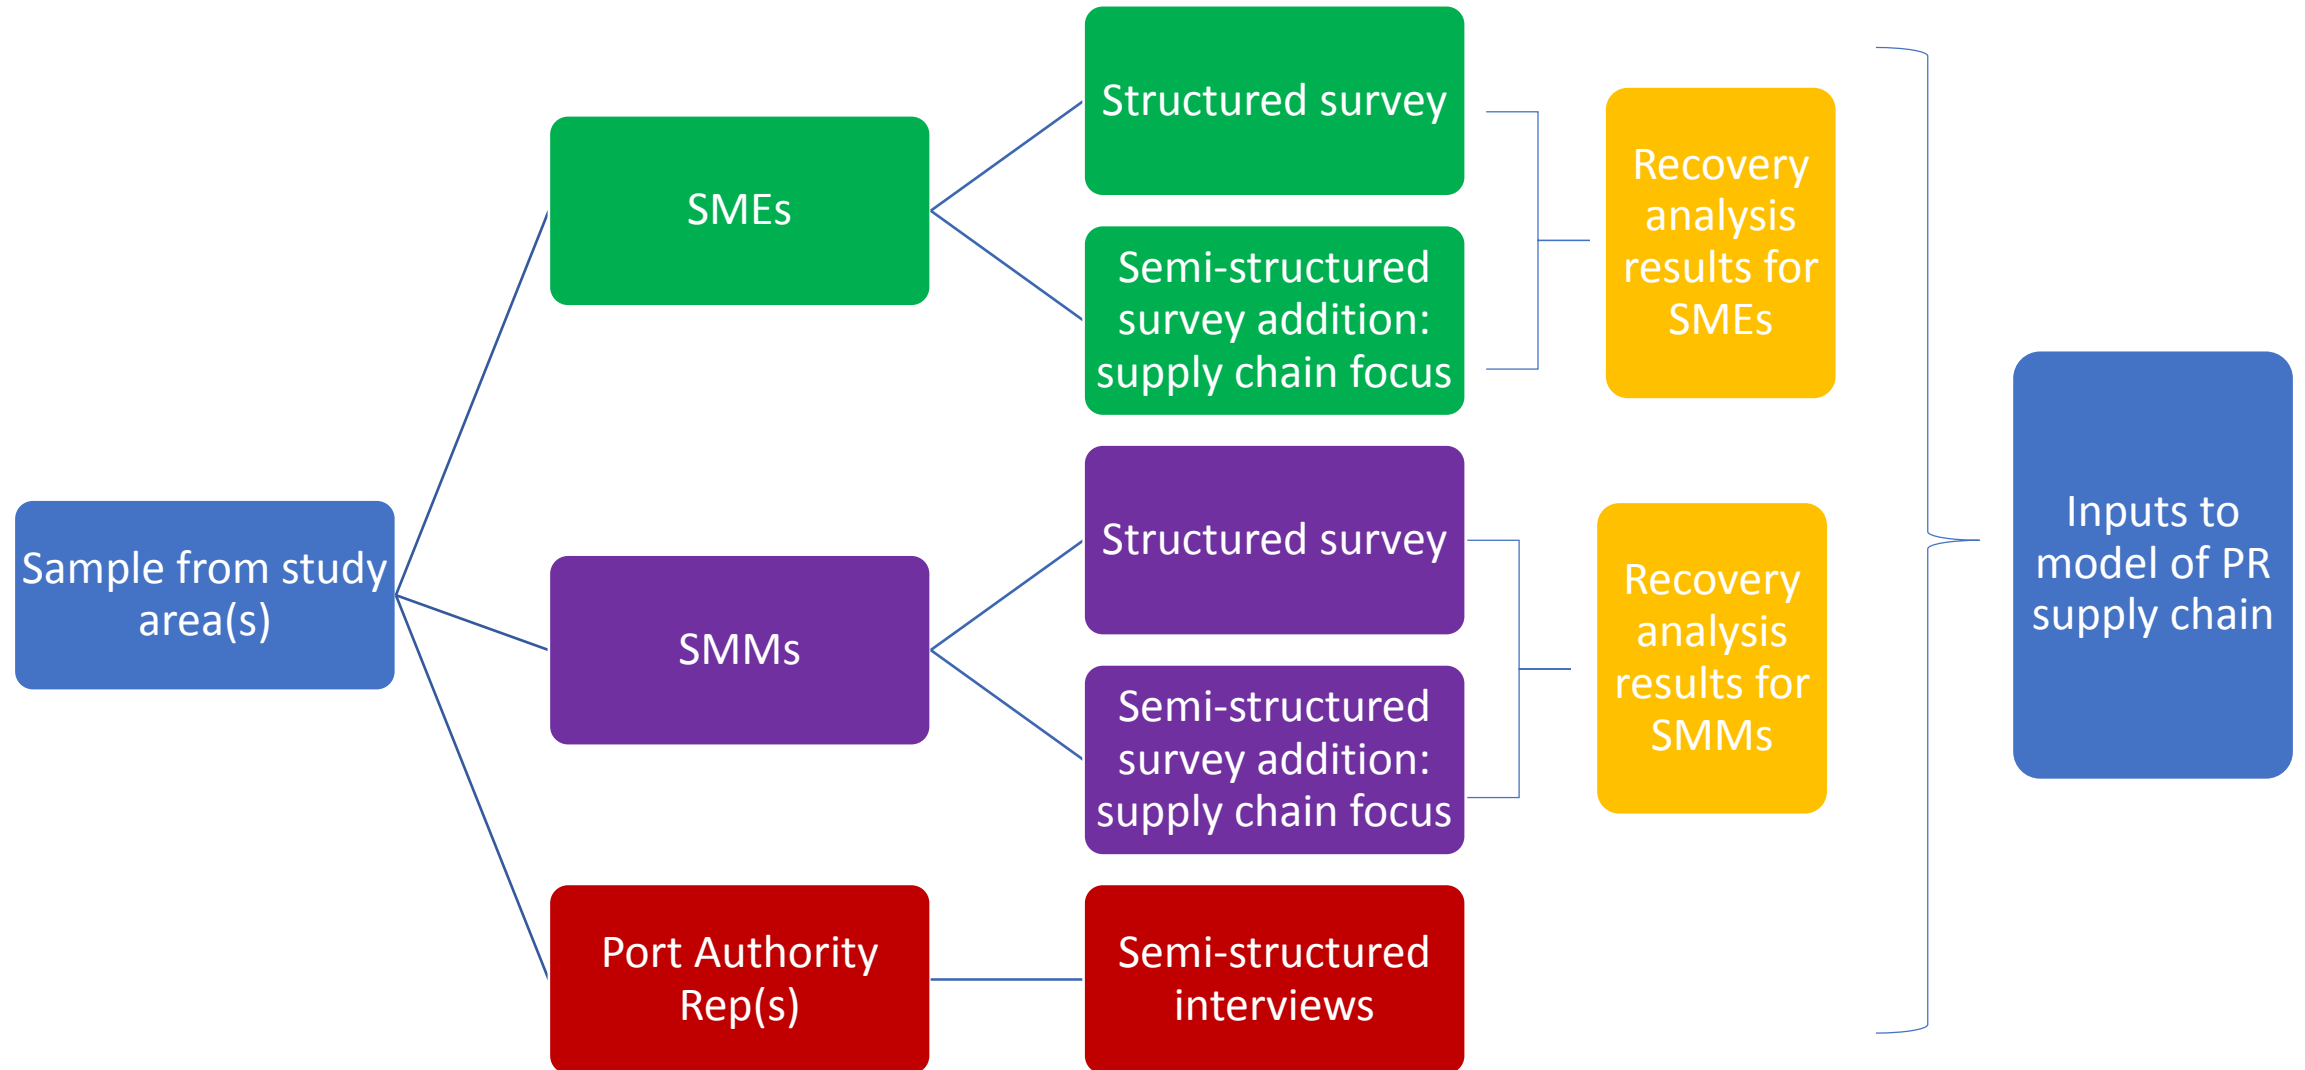 Sample from study
area(s)
SMEs
Structured survey
Semi-structured
survey addition:
supply chain focus
Recovery
analysis
results for
SMEs
SMMs
Structured survey
Semi-structured
survey addition:
supply chain focus
Recovery
analysis
results for
SMMs
Port Authority
Rep(s)
Semi-structured
interviews
Inputs to
model of PR
supply chain